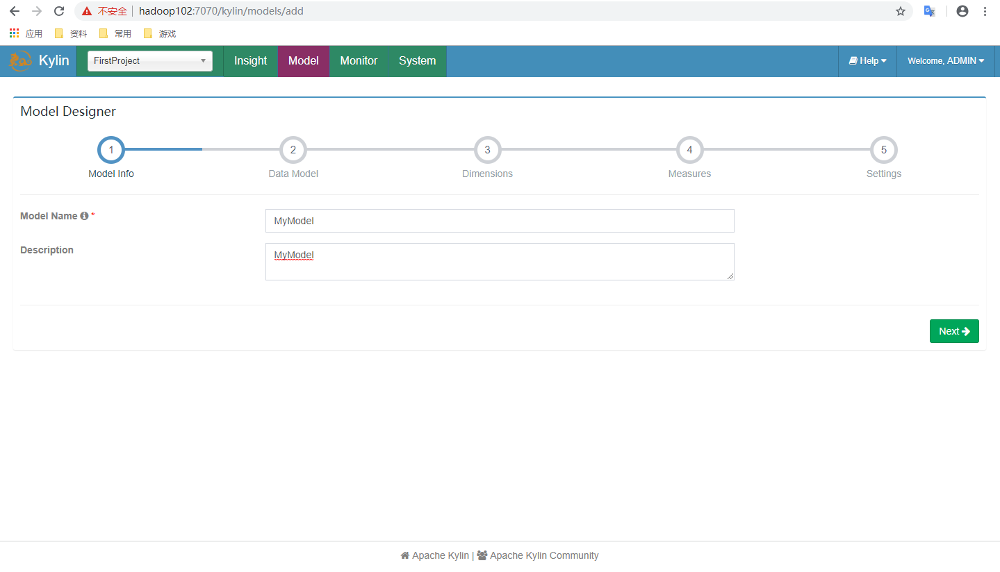 不安全 hadoop102:7070/kylin/models/add
应用 资料 常用 游戏
Kylin FirstProject Insight Model Monitor System Help Welcome, ADMIN
Model Designer
1 2 3 4 5
Model Info Data Model Dimensions Measures Settings
Model Name * MyModel
Description MyModel
Next
Apache Kylin | Apache Kylin Community